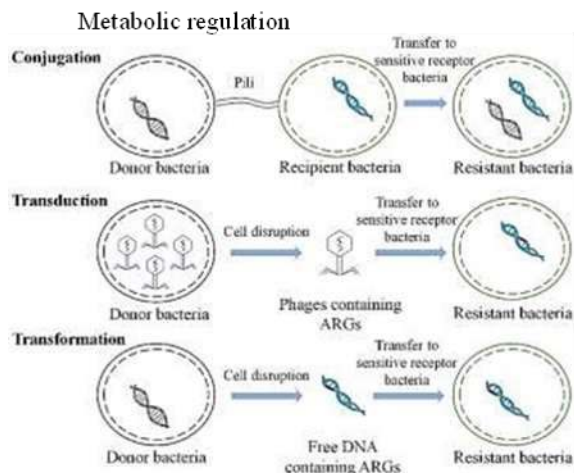 Metabolic regulation
Conjugation
Pili
Transfer to
sensitive receptor
bacteria
Donor bacteria
Recipient bacteria
Resistant bacteria
Transduction
Cell disruption
Transfer to
sensitive receptor
bacteria
Donor bacteria
Phages containing
ARGs
Resistant bacteria
Transformation
Cell disruption
Transfer to
sensitive receptor
bacteria
Donor bacteria
Free DNA
containing ARGs
Resistant bacteria